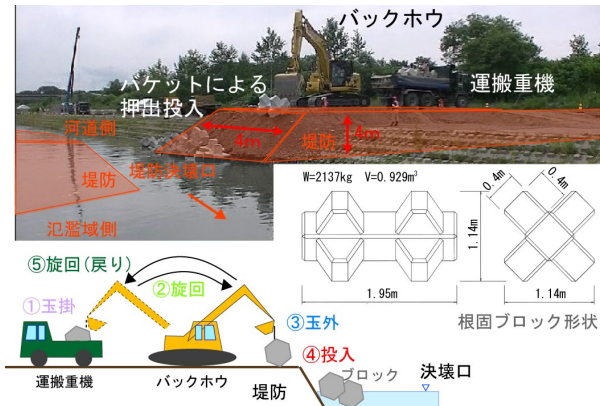 バックホウ
バケットによる
押出投入
運搬重機
河道側
4m
堤防
4m
堤防
堤防決壊口
氾濫域側
W=2137kg V=0.929m³
0.4m
0.4m
1.14m
1.95m
1.14m
根固ブロック形状
⑤旋回(戻り)
②旋回
①玉掛
③玉外
④投入
ブロック
決壊口
運搬重機
バックホウ
堤防